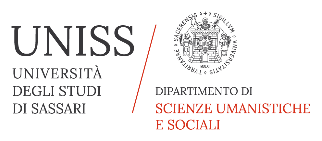 UNISS
UNIVERSITÀ
DEGLI STUDI
DI SASSARI
DIPARTIMENTO DI
SCIENZE UMANISTICHE
E SOCIALI